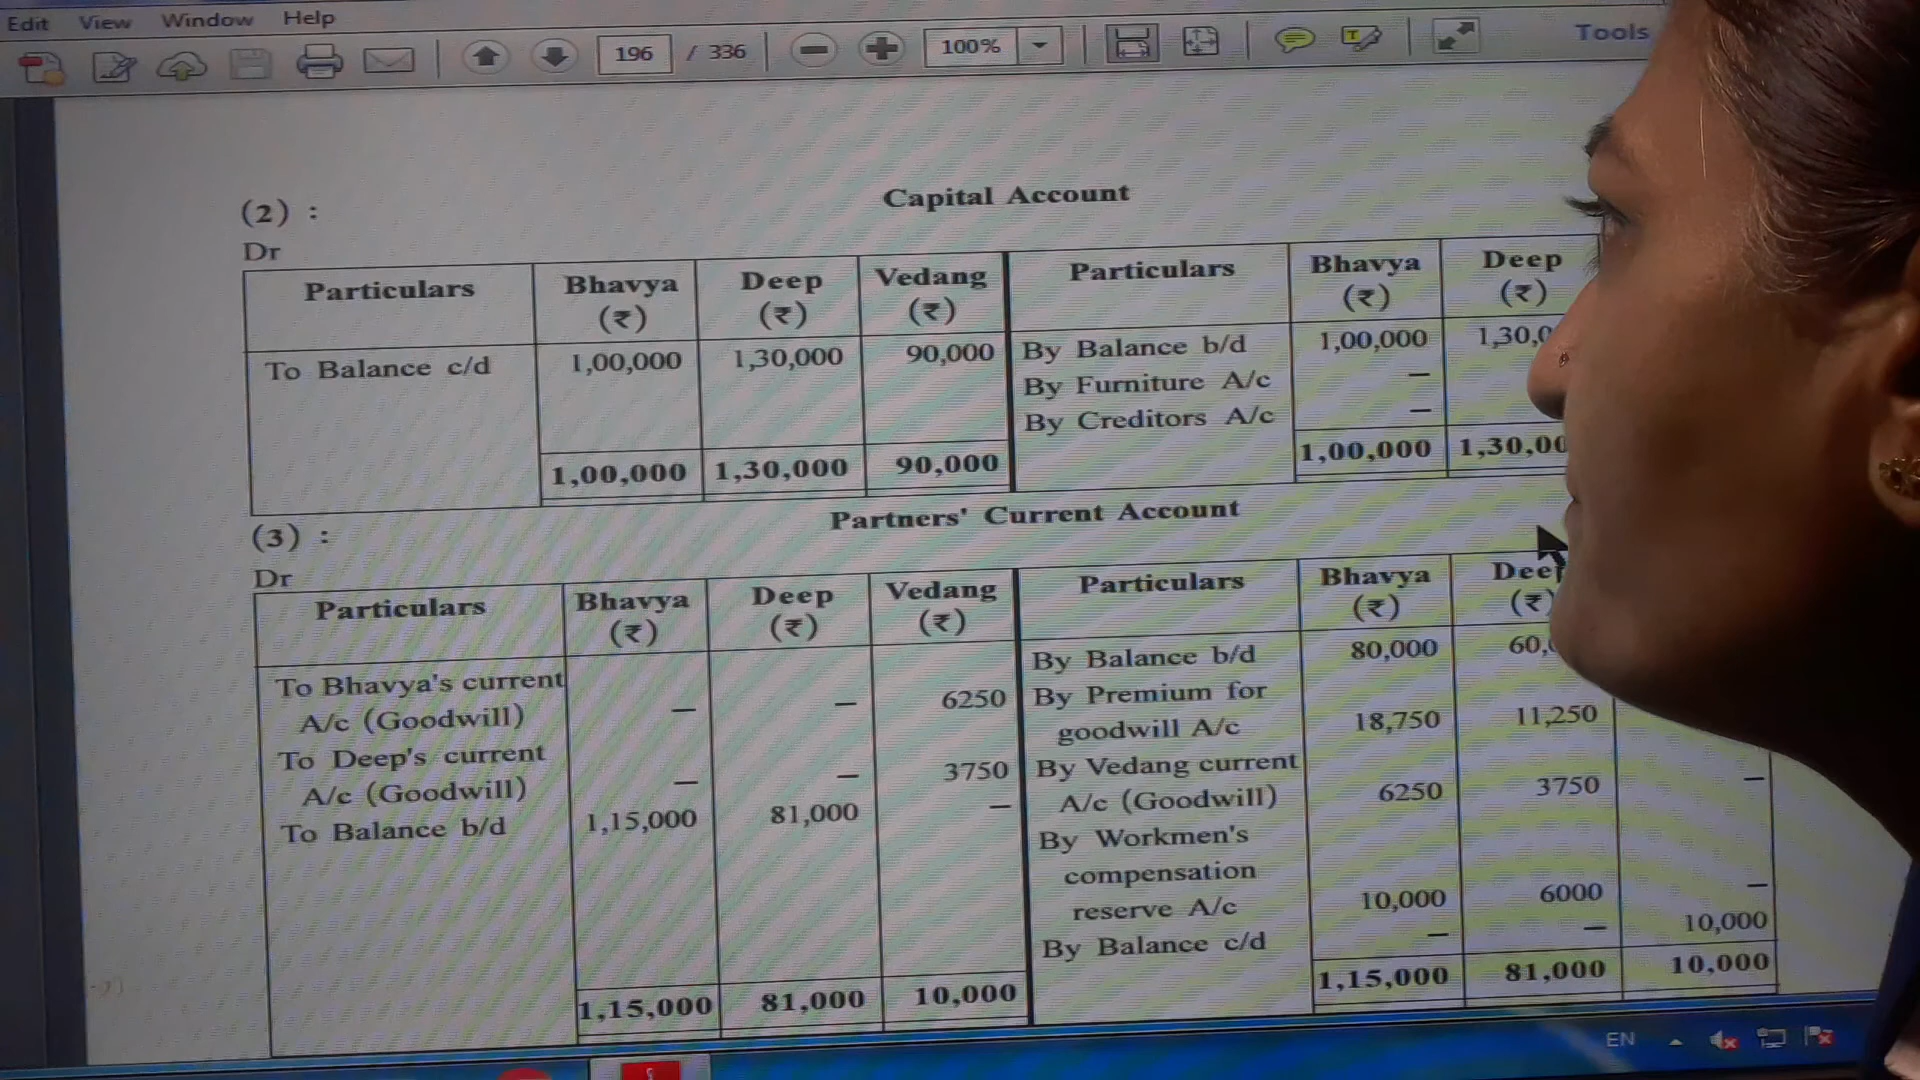 Edit View Window Help
196 / 336 100% Tools
(2) : Capital Account
Dr
Particulars Bhavya (₹) Deep (₹) Vedang (₹) Particulars Bhavya (₹) Deep (₹)
To Balance c/d 1,00,000 1,30,000 90,000 By Balance b/d 1,00,000
By Furniture A/c –
By Creditors A/c –
1,00,000 1,30,000 90,000 1,00,000
(3) : Partners' Current Account
Dr
Particulars Bhavya (₹) Deep (₹) Vedang (₹) Particulars Bhavya (₹) (₹)
By Balance b/d 80,000
To Bhavya's current By Premium for
A/c (Goodwill) – – 6250 goodwill A/c 18,750 11,250
To Deep's current By Vedang current
A/c (Goodwill) – – 3750 A/c (Goodwill) 6250 3750 –
To Balance b/d 1,15,000 81,000 – By Workmen's
compensation
reserve A/c 10,000 6000 –
By Balance c/d – – 10,000
1,15,000 81,000 10,000 1,15,000 81,000 10,000
EN